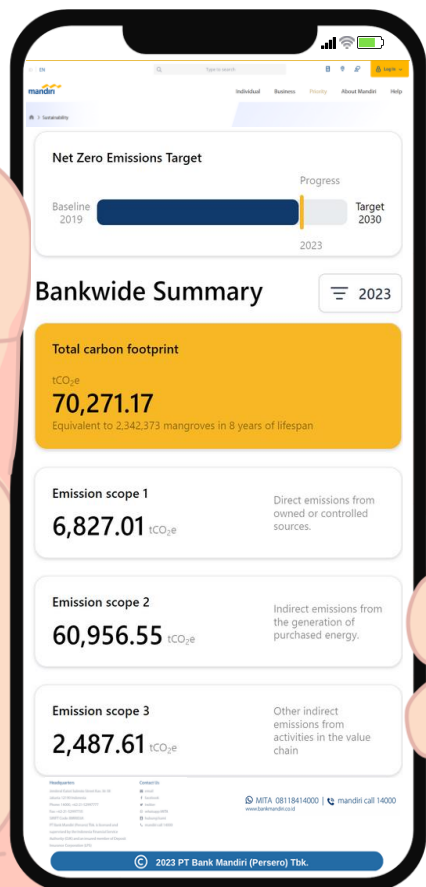 EN
Type to search
Log In
mandiri
Individual Business Priority About Mandiri Help
Sustainability
Net Zero Emissions Target
Progress
Baseline
2019
Target
2030
2023
Bankwide Summary
2023
Total carbon footprint
tCO₂e
70,271.17
Equivalent to 2,342,373 mangroves in 8 years of lifespan
Emission scope 1
6,827.01 tCO₂e
Direct emissions from
owned or controlled
sources.
Emission scope 2
60,956.55 tCO₂e
Indirect emissions from
the generation of
purchased energy.
Emission scope 3
2,487.61 tCO₂e
Other indirect
emissions from
activities in the value
chain
Headquarters
Contact Us
MITA 08118414000 | mandiri call 14000
www.bankmandiri.co.id
© 2023 PT Bank Mandiri (Persero) Tbk.